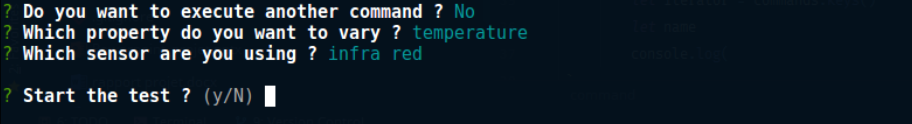 ? Do you want to execute another command ? No
? Which property do you want to vary ? temperature
? Which sensor are you using ? infra red
? Start the test ? (y/N)